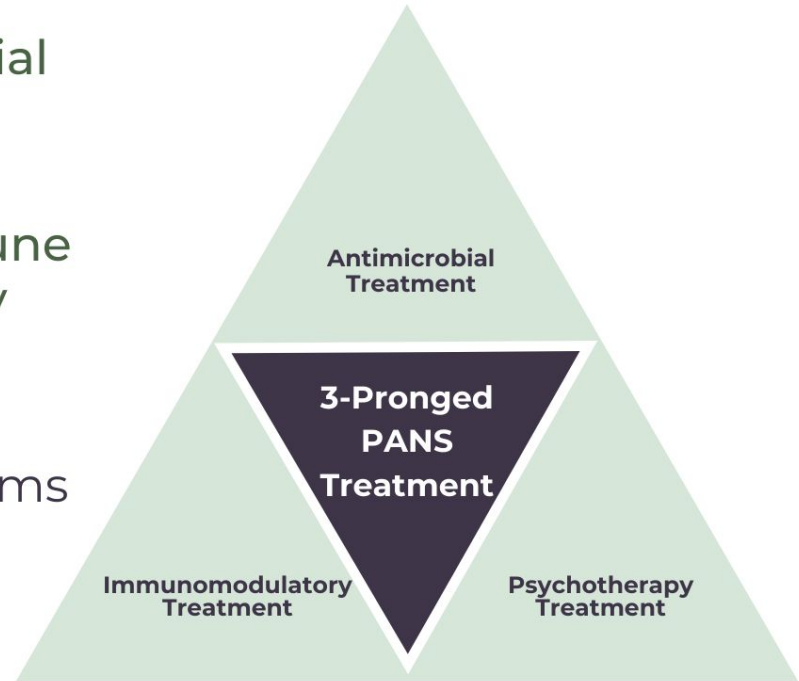 Antimicrobial
Treatment
3-Pronged
PANS
Treatment
Immunomodulatory
Treatment
Psychotherapy
Treatment